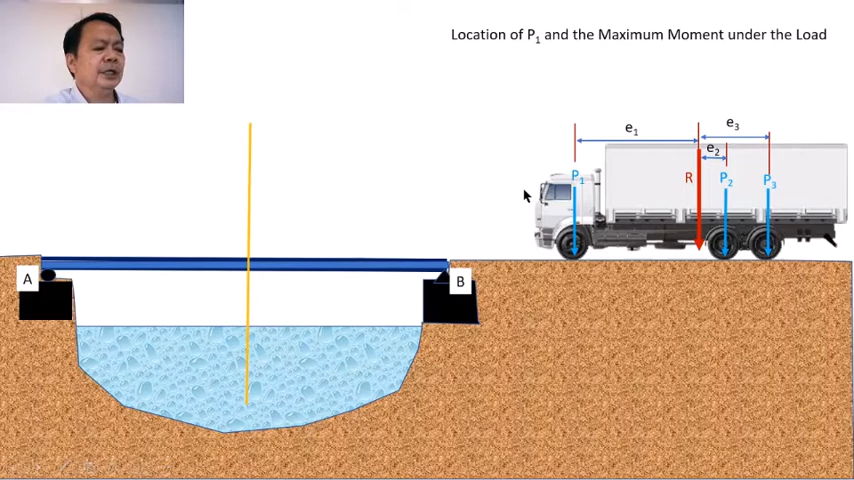 Location of P1 and the Maximum Moment under the Load
e1
e3
e2
P1
R
P2
P3
A
B